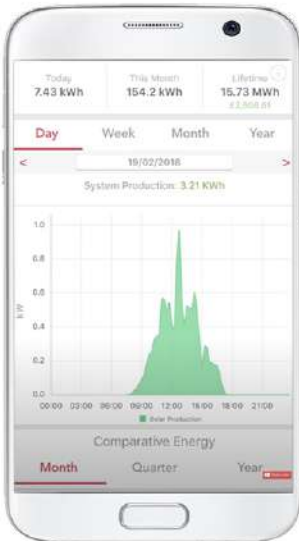 Today This Month Lifetime
7.43 kWh 154.2 kWh 15.73 MWh
Day Week Month Year
< 19/02/2018 >
System Production: 3.21 KWh
1.0
0.8
0.6
0.4
0.2
0.0
kW
00:00 03:00 06:00 09:00 12:00 15:00 18:00 21:00
Solar Production
Comparative Energy
Month Quarter Year